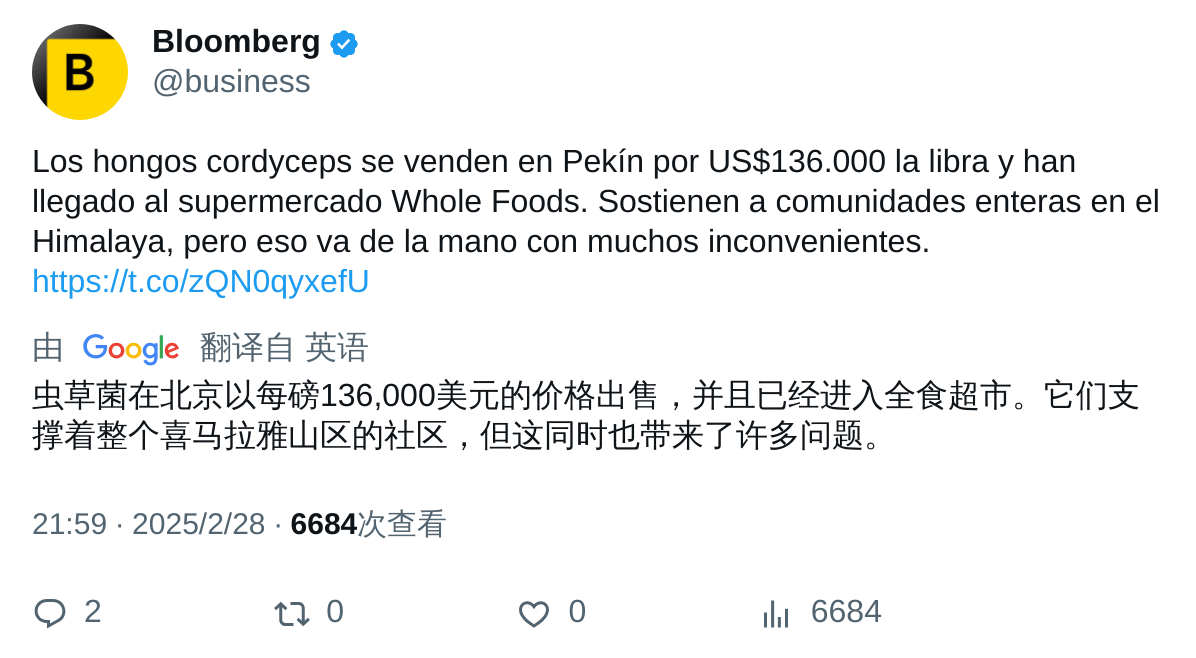 B
Bloomberg
@business
Los hongos cordyceps se venden en Pekín por US$136.000 la libra y han
llegado al supermercado Whole Foods. Sostienen a comunidades enteras en el
Himalaya, pero eso va de la mano con muchos inconvenientes.
https://t.co/zQN0qyxefU
由 Google 翻译自 英语
虫草菌在北京以每磅136,000美元的价格出售，并且已经进入全食超市。它们支
撑着整个喜马拉雅山区的社区，但这同时也带来了许多问题。
21:59 · 2025/2/28 · 6684次查看
2 0 0 6684